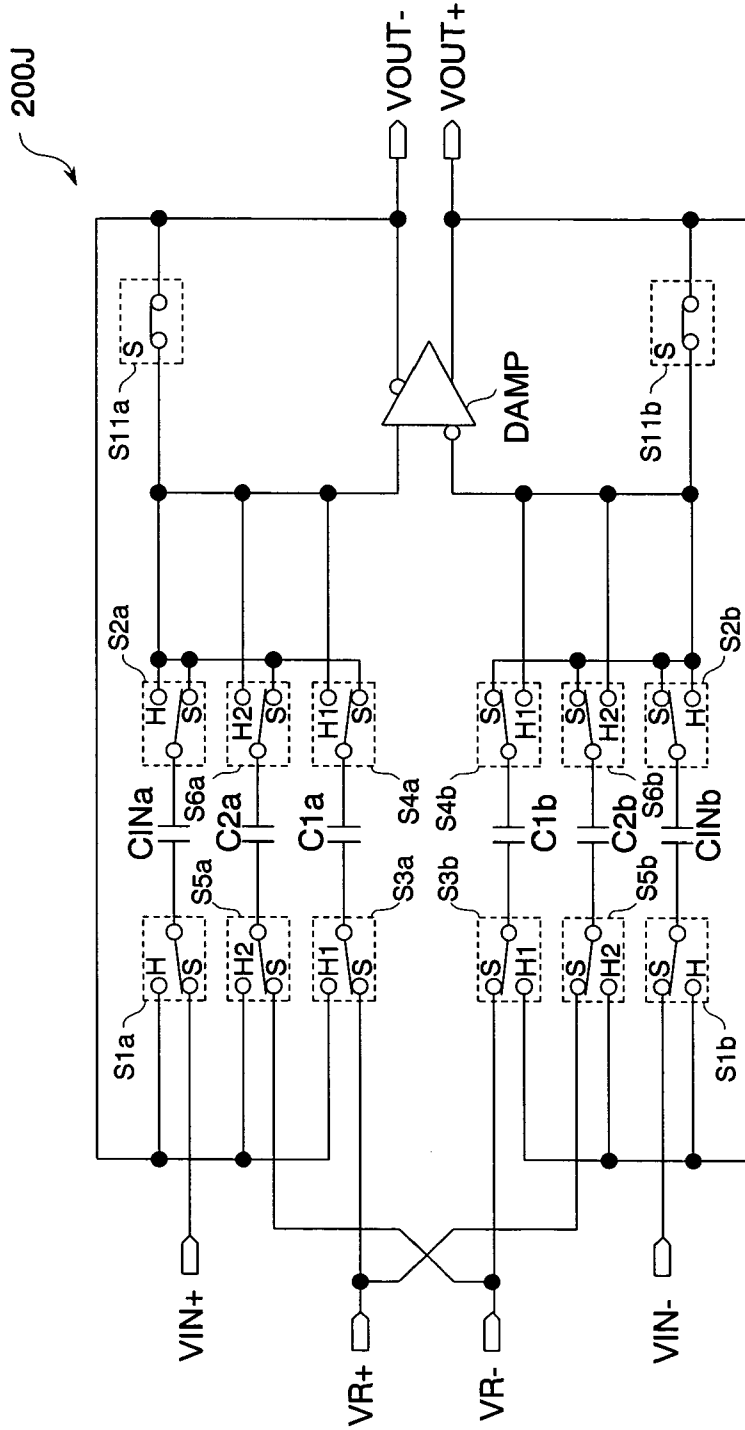 200J
S11a
S
VOUT-
VOUT+
DAMP
S11b
S
S2a
H
S
CINa
S1a
H
S
VIN+
S6a
H2
S
C2a
S5a
H2
S
H1
S
S4a
C1a
H1
S
S3a
VR+
S4b
S
H1
C1b
S3b
S
H1
VR-
S
H2
S6b
C2b
S
H2
S5b
S
H
S2b
CINb
S
H
S1b
VIN-